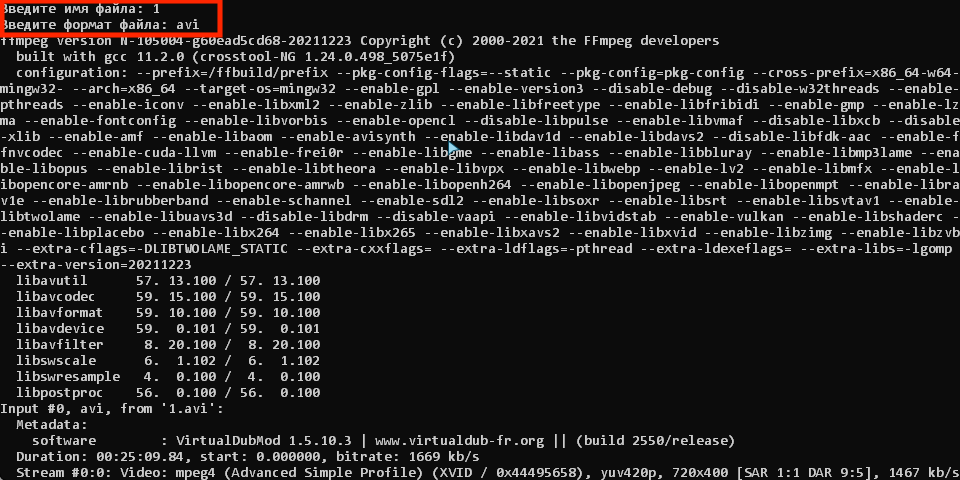 Введите имя файла: 1
Введите формат файла: avi
ffmpeg version N-105004-g60ead5cd68-20211223 Copyright (c) 2000-2021 the FFmpeg developers
built with gcc 11.2.0 (crosstool-NG 1.24.0.498_5075e1f)
configuration: --prefix=/ffbuild/prefix --pkg-config-flags=--static --pkg-config=pkg-config --cross-prefix=x86_64-w64-
mingw32- --arch=x86_64 --target-os=mingw32 --enable-gpl --enable-version3 --disable-debug --disable-w32threads --enable-
pthreads --enable-iconv --enable-libxml2 --enable-zlib --enable-libfreetype --enable-libfribidi --enable-gmp --enable-lz
ma --enable-fontconfig --enable-libvorbis --enable-opencl --disable-libpulse --enable-libvmaf --disable-libxcb --disable
-xlib --enable-amf --enable-libaom --enable-avisynth --enable-libdav1d --enable-libdavs2 --disable-libfdk-aac --enable-f
fnvcodec --enable-cuda-llvm --enable-frei0r --enable-libgme --enable-libass --enable-libbluray --enable-libmp3lame --ena
ble-libopus --enable-librist --enable-libtheora --enable-libvpx --enable-libwebp --enable-lv2 --enable-libmfx --enable-l
ibopencore-amrnb --enable-libopencore-amrwb --enable-libopenh264 --enable-libopenjpeg --enable-libopenmpt --enable-libra
v1e --enable-librubberband --enable-schannel --enable-sdl2 --enable-libsoxr --enable-libsrt --enable-libsvtav1 --enable-
libtwolame --enable-libuavs3d --disable-libdrm --disable-vaapi --enable-libvidstab --enable-vulkan --enable-libshaderc -
-enable-libplacebo --enable-libx264 --enable-libx265 --enable-libxavs2 --enable-libxvid --enable-libzimg --enable-libzvb
i --extra-cflags=-DLIBTWOLAME_STATIC --extra-cxxflags= --extra-ldflags=-pthread --extra-ldexeflags= --extra-libs=-lgomp
--extra-version=20211223
libavutil 57. 13.100 / 57. 13.100
libavcodec 59. 15.100 / 59. 15.100
libavformat 59. 10.100 / 59. 10.100
libavdevice 59. 0.101 / 59. 0.101
libavfilter 8. 20.100 / 8. 20.100
libswscale 6. 1.102 / 6. 1.102
libswresample 4. 0.100 / 4. 0.100
libpostproc 56. 0.100 / 56. 0.100
Input #0, avi, from '1.avi':
Metadata:
software : VirtualDubMod 1.5.10.3 | www.virtualdub-fr.org || (build 2550/release)
Duration: 00:25:09.84, start: 0.000000, bitrate: 1669 kb/s
Stream #0:0: Video: mpeg4 (Advanced Simple Profile) (XVID / 0x44495658), yuv420p, 720x400 [SAR 1:1 DAR 9:5], 1467 kb/s